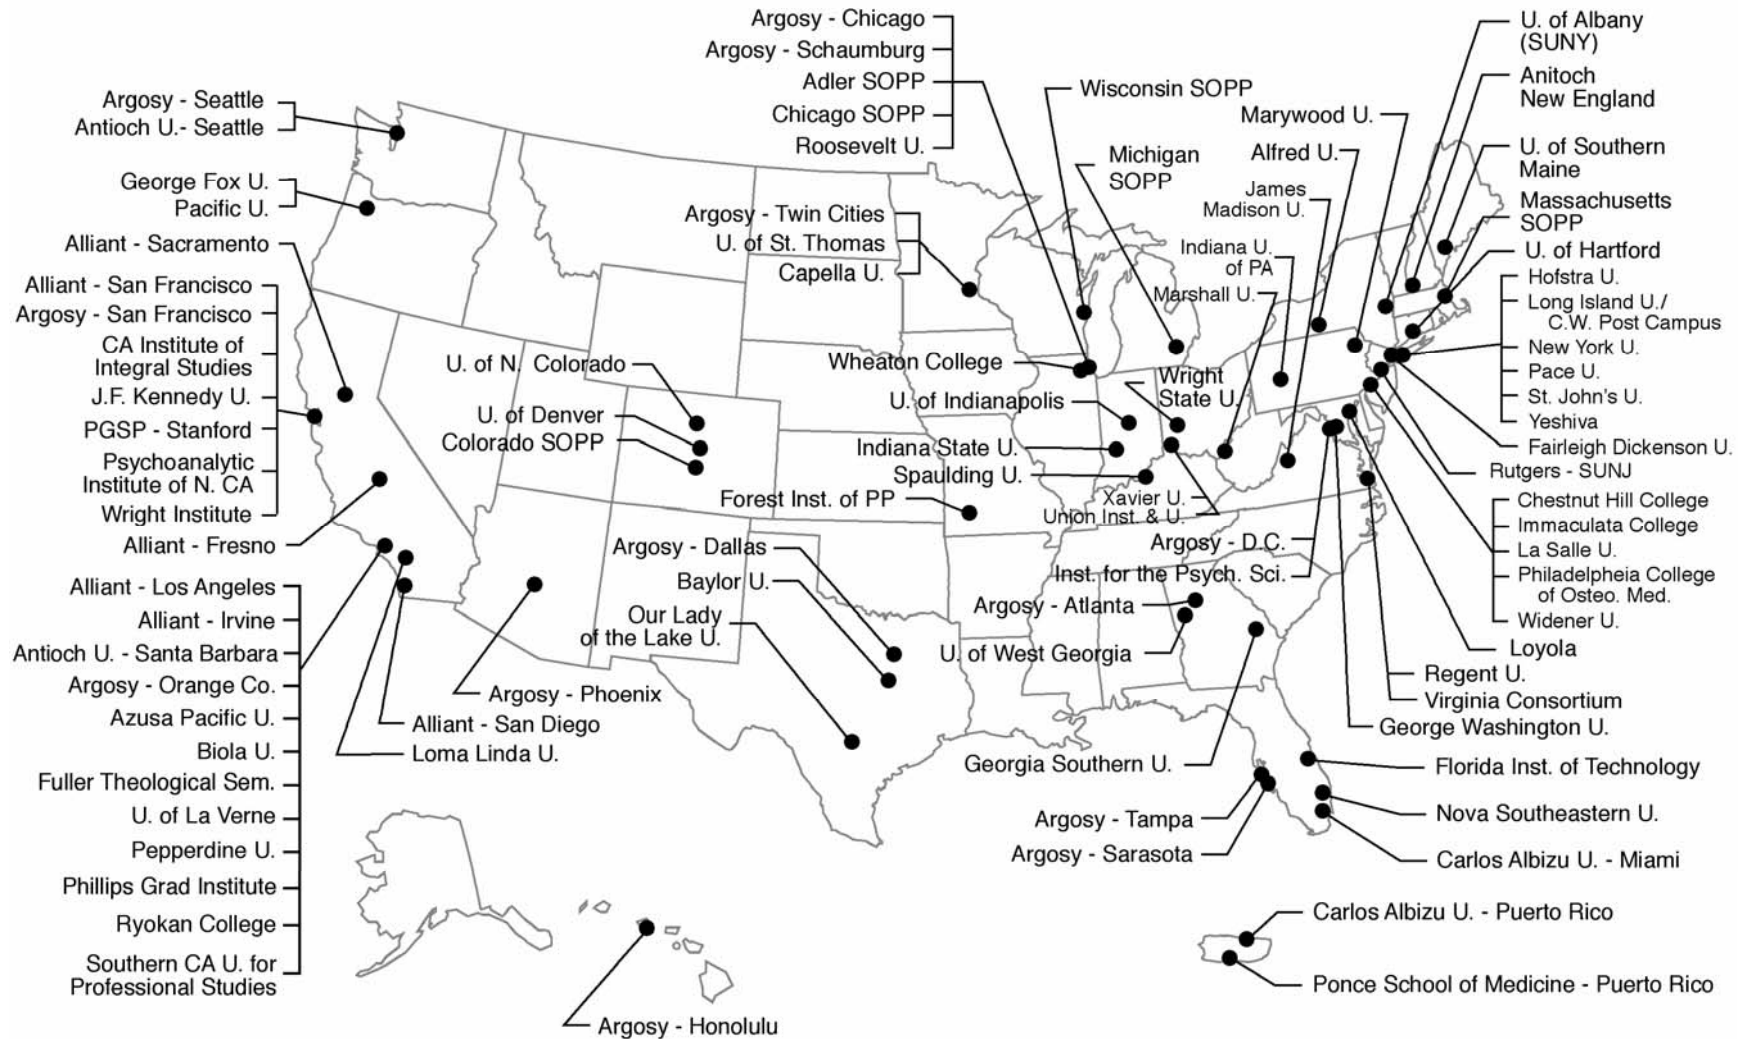 Argosy - Seattle
Antioch U.- Seattle
George Fox U.
Pacific U.
Alliant - Sacramento
Alliant - San Francisco
Argosy - San Francisco
CA Institute of
Integral Studies
J.F. Kennedy U.
PGSP - Stanford
Psychoanalytic
Institute of N. CA
Wright Institute
Alliant - Fresno
Alliant - Los Angeles
Alliant - Irvine
Antioch U. - Santa Barbara
Argosy - Orange Co.
Azusa Pacific U.
Biola U.
Fuller Theological Sem.
U. of La Verne
Pepperdine U.
Phillips Grad Institute
Ryokan College
Southern CA U. for
Professional Studies
Argosy - Phoenix
Alliant - San Diego
Loma Linda U.
Argosy - Honolulu
U. of N. Colorado
U. of Denver
Colorado SOPP
Argosy - Chicago
Argosy - Schaumburg
Adler SOPP
Chicago SOPP
Roosevelt U.
Argosy - Twin Cities
U. of St. Thomas
Capella U.
Wheaton College
U. of Indianapolis
Indiana State U.
Spaulding U.
Forest Inst. of PP
Xavier U.
Union Inst. & U.
Argosy - Dallas
Baylor U.
Our Lady
of the Lake U.
Argosy - D.C.
Inst. for the Psych. Sci.
Argosy - Atlanta
U. of West Georgia
Georgia Southern U.
Argosy - Tampa
Argosy - Sarasota
Wisconsin SOPP
Michigan
SOPP
Wright
State U.
Marywood U.
Alfred U.
James
Madison U.
Indiana U.
of PA
Marshall U.
U. of Albany
(SUNY)
Anitoch
New England
U. of Southern
Maine
Massachusetts
SOPP
U. of Hartford
Hofstra U.
Long Island U./
C.W. Post Campus
New York U.
Pace U.
St. John's U.
Yeshiva
Fairleigh Dickenson U.
Rutgers - SUNJ
Chestnut Hill College
Immaculata College
La Salle U.
Philadelpheia College
of Osteo. Med.
Widener U.
Loyola
Regent U.
Virginia Consortium
George Washington U.
Florida Inst. of Technology
Nova Southeastern U.
Carlos Albizu U. - Miami
Carlos Albizu U. - Puerto Rico
Ponce School of Medicine - Puerto Rico